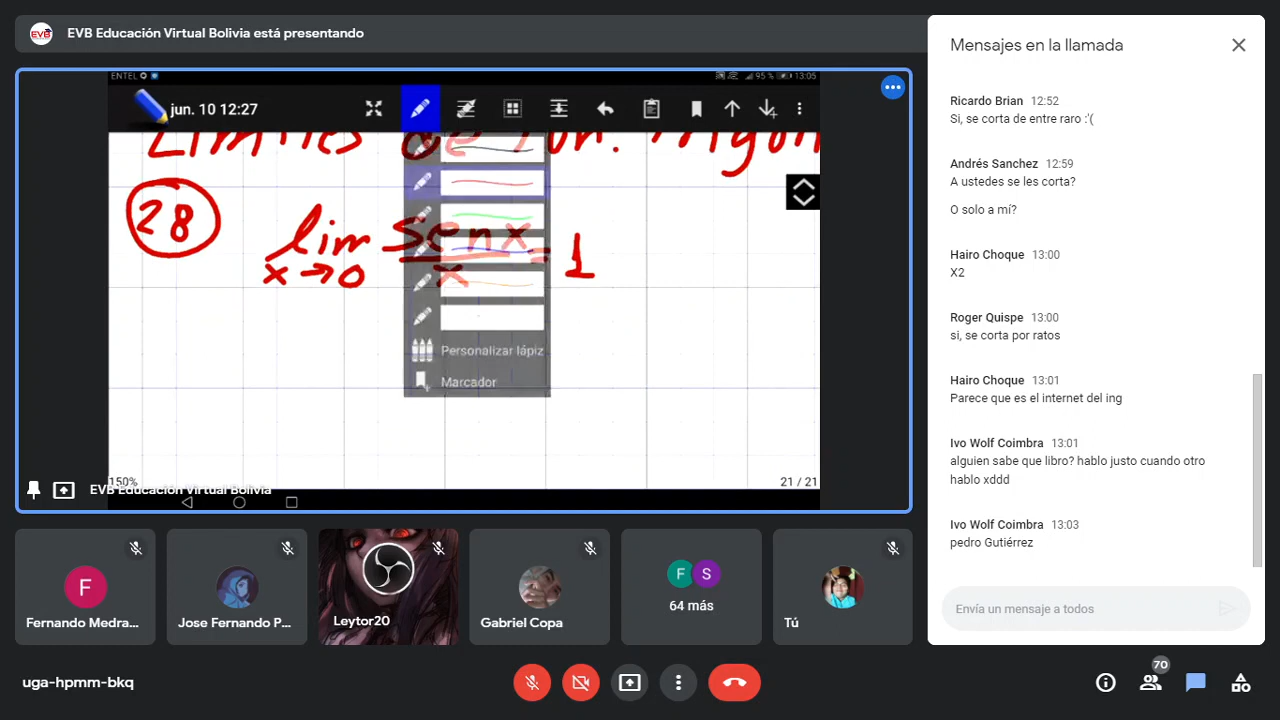 EVB Educación Virtual Bolivia está presentando
ENTEL
95 % 13:05
jun. 10 12:27
Límites de fun. Trigon
28
lim Sen x = 1
x→0 x
Personalizar lápiz
Marcador
150%
21 / 21
EVB Educación Virtual Bolivia
F
Fernando Medra...
Jose Fernando P...
Leytor20
Gabriel Copa
F S
64 más
Tú
uga-hpmm-bkq
Mensajes en la llamada
Ricardo Brian 12:52
Si, se corta de entre raro :'(
Andrés Sanchez 12:59
A ustedes se les corta?
O solo a mí?
Hairo Choque 13:00
X2
Roger Quispe 13:00
si, se corta por ratos
Hairo Choque 13:01
Parece que es el internet del ing
Ivo Wolf Coimbra 13:01
alguien sabe que libro? hablo justo cuando otro
hablo xddd
Ivo Wolf Coimbra 13:03
pedro Gutiérrez
Envía un mensaje a todos
70